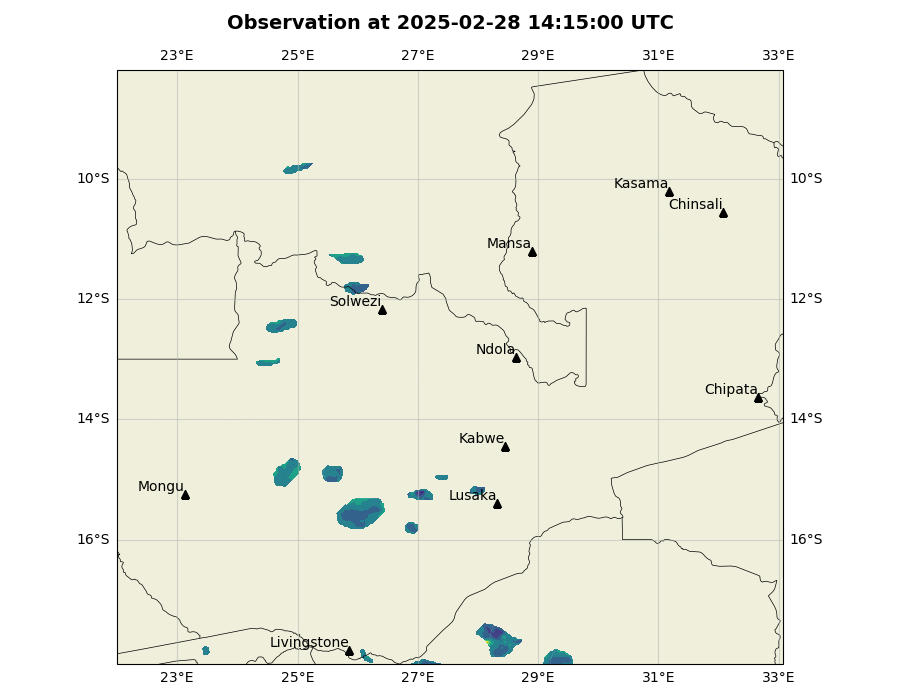 Observation at 2025-02-28 14:15:00 UTC
23°E 25°E 27°E 29°E 31°E 33°E
10°S 10°S
Kasama
Chinsali
Mansa
12°S 12°S
Solwezi
Ndola
Chipata
14°S 14°S
Kabwe
Mongu
Lusaka
16°S 16°S
Livingstone
23°E 25°E 27°E 29°E 31°E 33°E